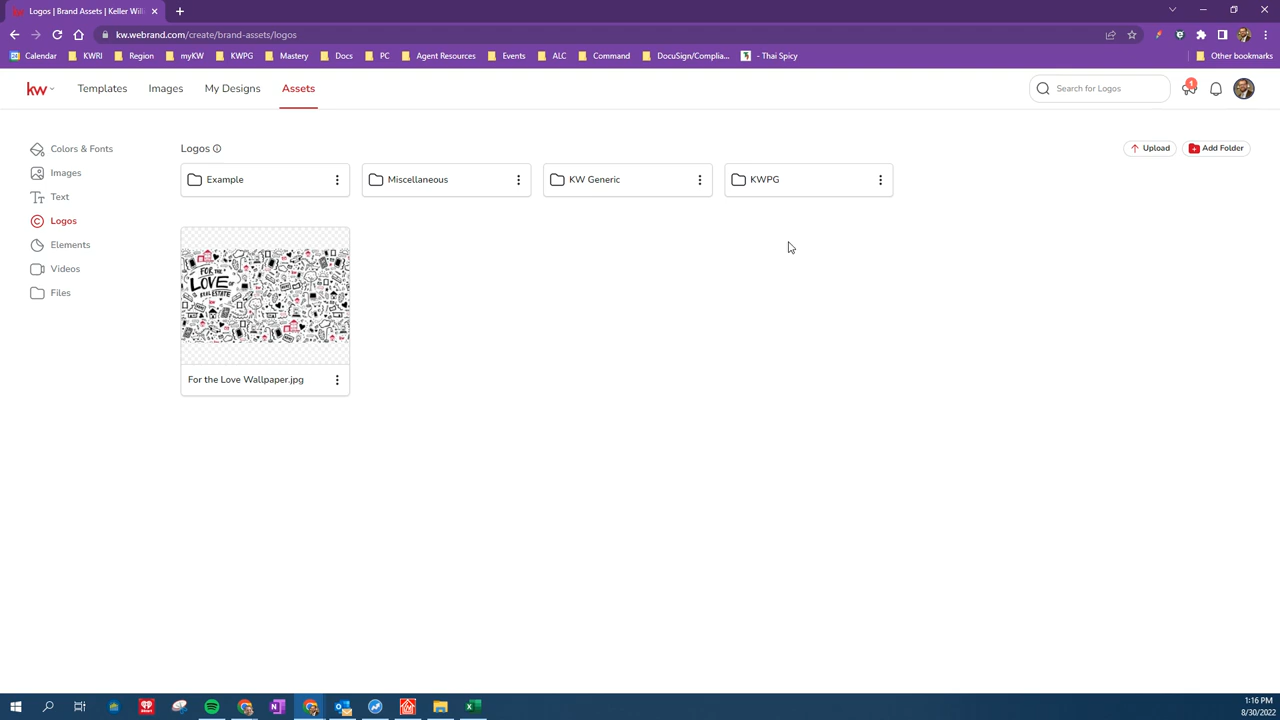 Logos | Brand Assets | Keller Willi
kw.webrand.com/create/brand-assets/logos
Calendar KWRI Region myKW KWPG Mastery Docs PC Agent Resources Events ALC Command DocuSign/Complia... - Thai Spicy Other bookmarks
kw Templates Images My Designs Assets Search for Logos 1
Colors & Fonts
Images
Text
Logos
Elements
Videos
Files
Logos Upload Add Folder
Example Miscellaneous KW Generic KWPG
FOR THE
LOVE
OF
REAL ESTATE
For the Love Wallpaper.jpg
1:16 PM
8/30/2022